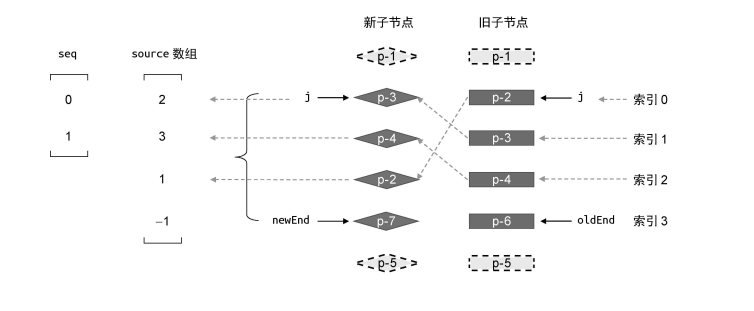 新子节点 旧子节点
seq source 数组 p-1 p-1
0 2 j p-3 p-2 j 索引 0
1 3 p-4 p-3 索引 1
1 p-2 p-4 索引 2
−1 newEnd p-7 p-6 oldEnd 索引 3
p-5 p-5